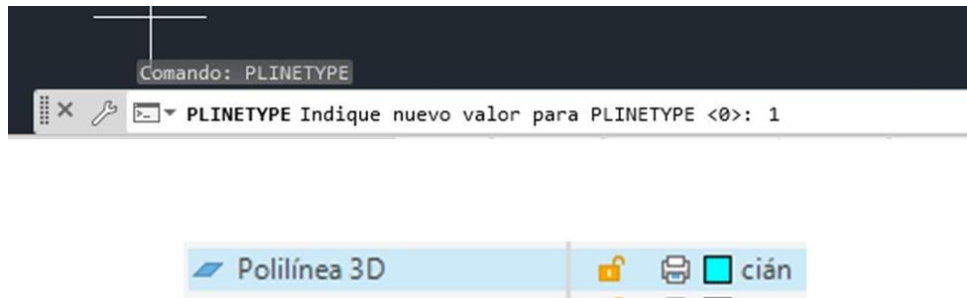 Comando: PLINETYPE
PLINETYPE Indique nuevo valor para PLINETYPE <0>: 1
Polilínea 3D cián